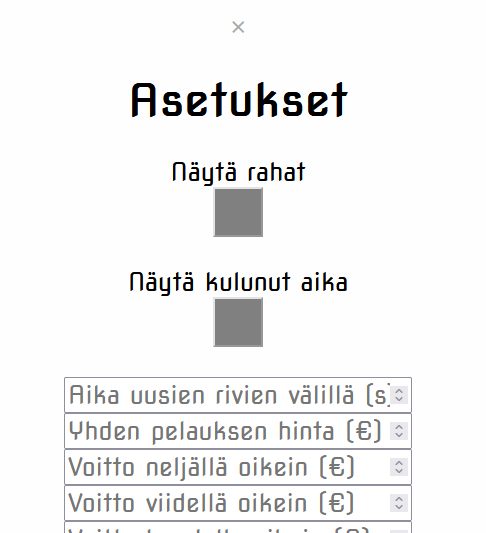 ×
Asetukset
Näytä rahat
Näytä kulunut aika
Aika uusien rivien välillä (s)
Yhden pelauksen hinta (€)
Voitto neljällä oikein (€)
Voitto viidellä oikein (€)